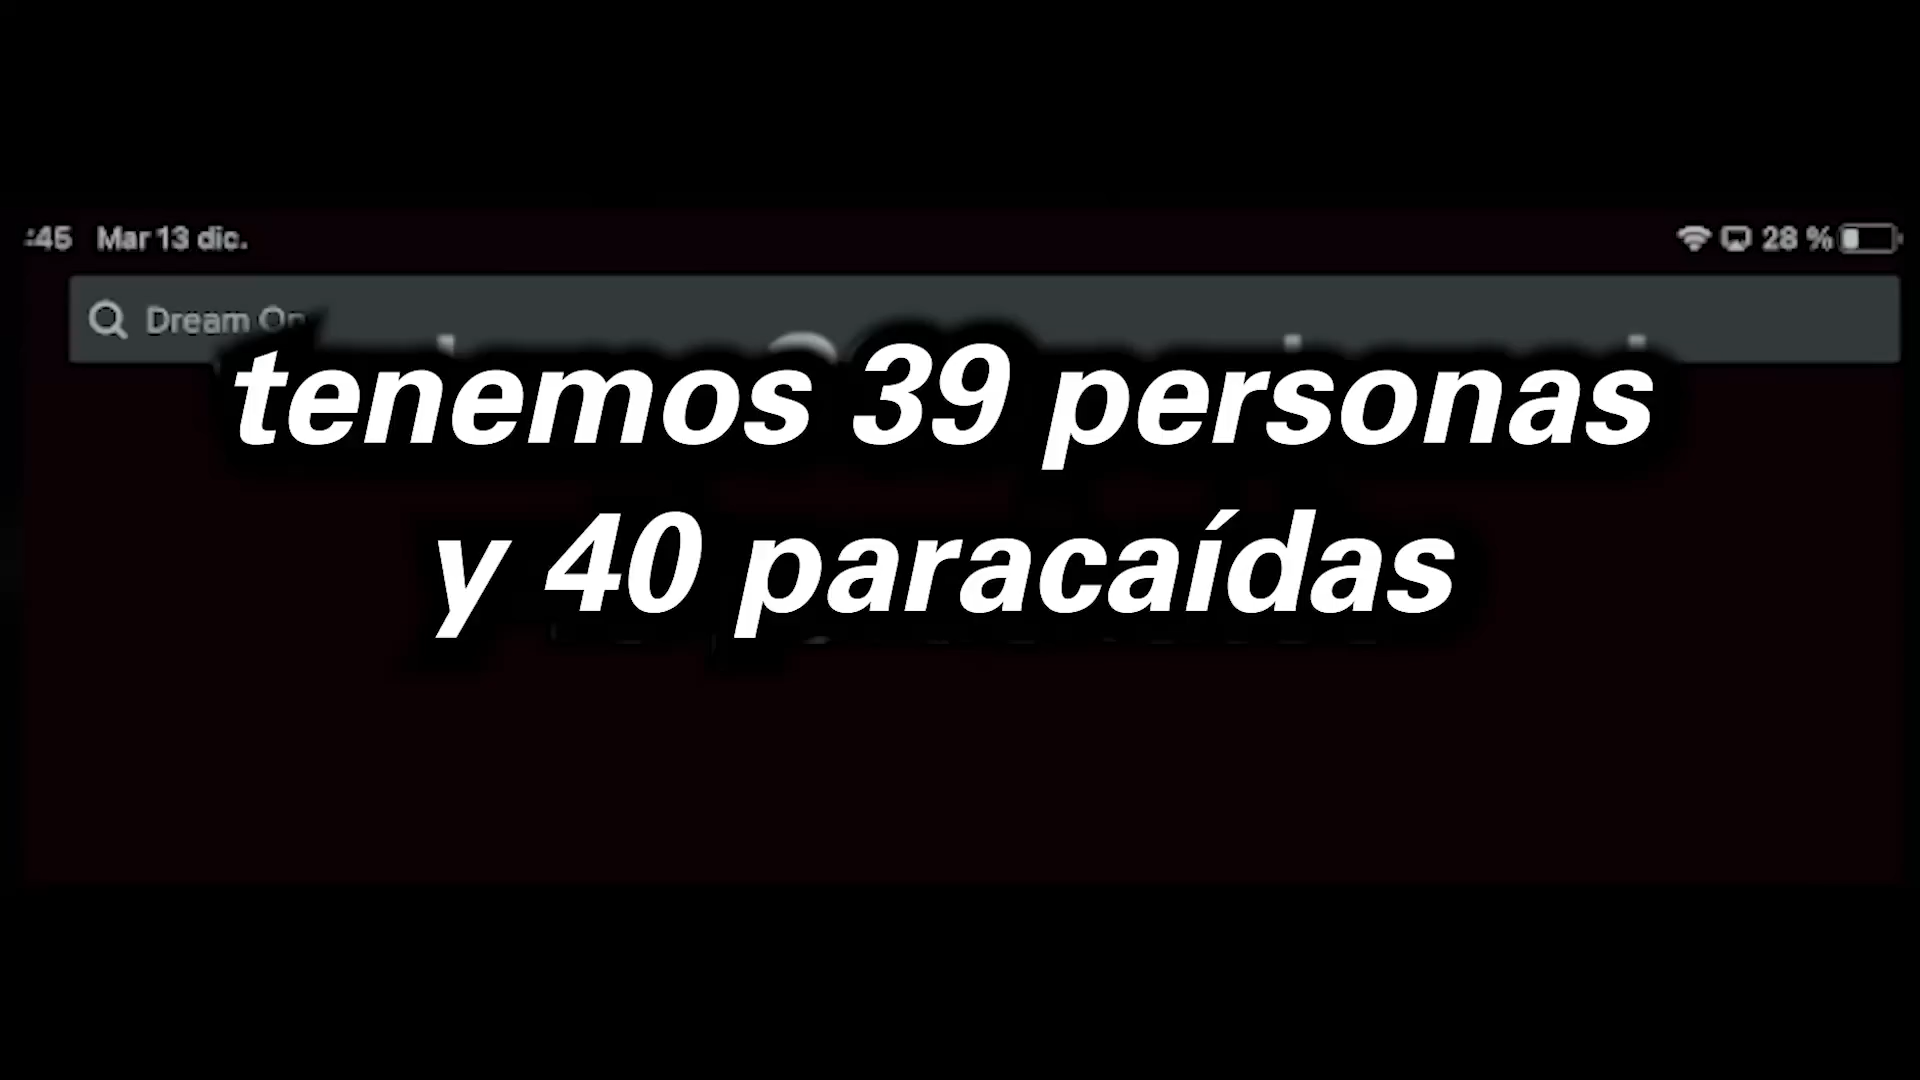 :45 Mar 13 dic. 28 %
Dream On
tenemos 39 personas
y 40 paracaídas